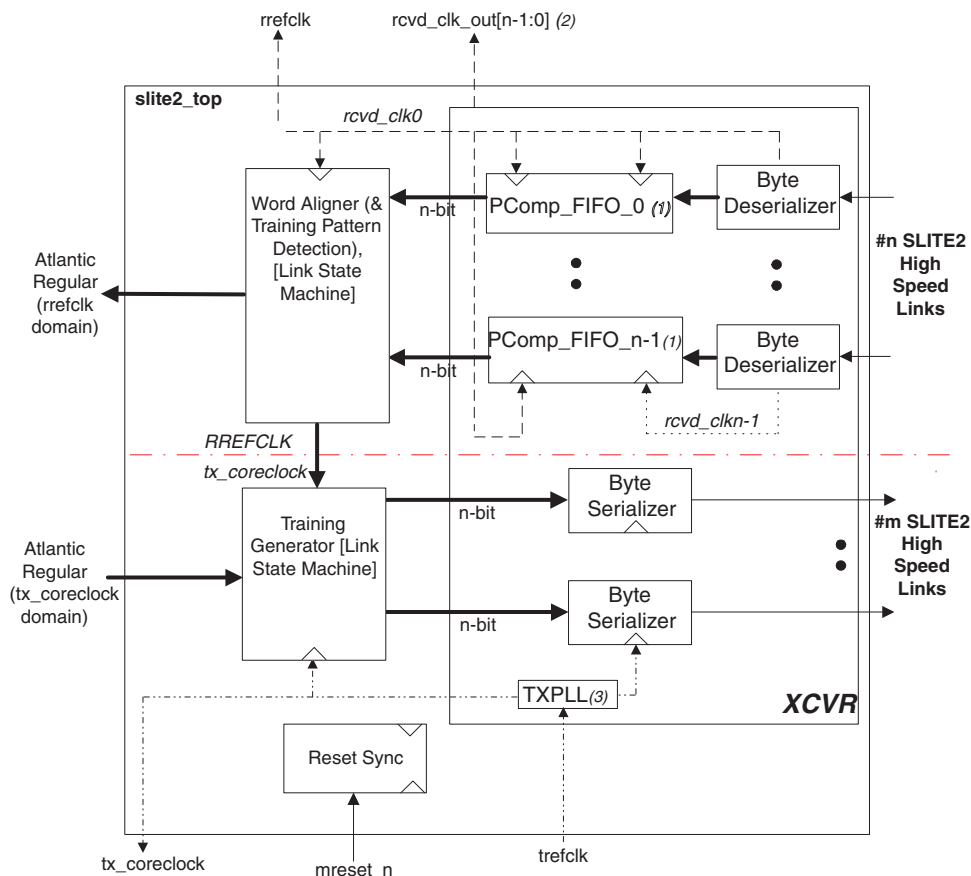 rrefclk
rcvd_clk_out[n-1:0] (2)
slite2_top
rcvd_clk0
Word Aligner (&
Training Pattern
Detection),
[Link State
Machine]
n-bit
PComp_FIFO_0 (1)
Byte
Deserializer
#n SLITE2
High
Speed
Links
Atlantic
Regular
(rrefclk
domain)
n-bit
PComp_FIFO_n-1(1)
Byte
Deserializer
rcvd_clkn-1
RREFCLK
tx_coreclock
Training
Generator [Link
State Machine]
n-bit
Byte
Serializer
#m SLITE2
High
Speed
Links
Atlantic
Regular
(tx_coreclock
domain)
n-bit
Byte
Serializer
TXPLL(3)
XCVR
Reset Sync
tx_coreclock
mreset_n
trefclk